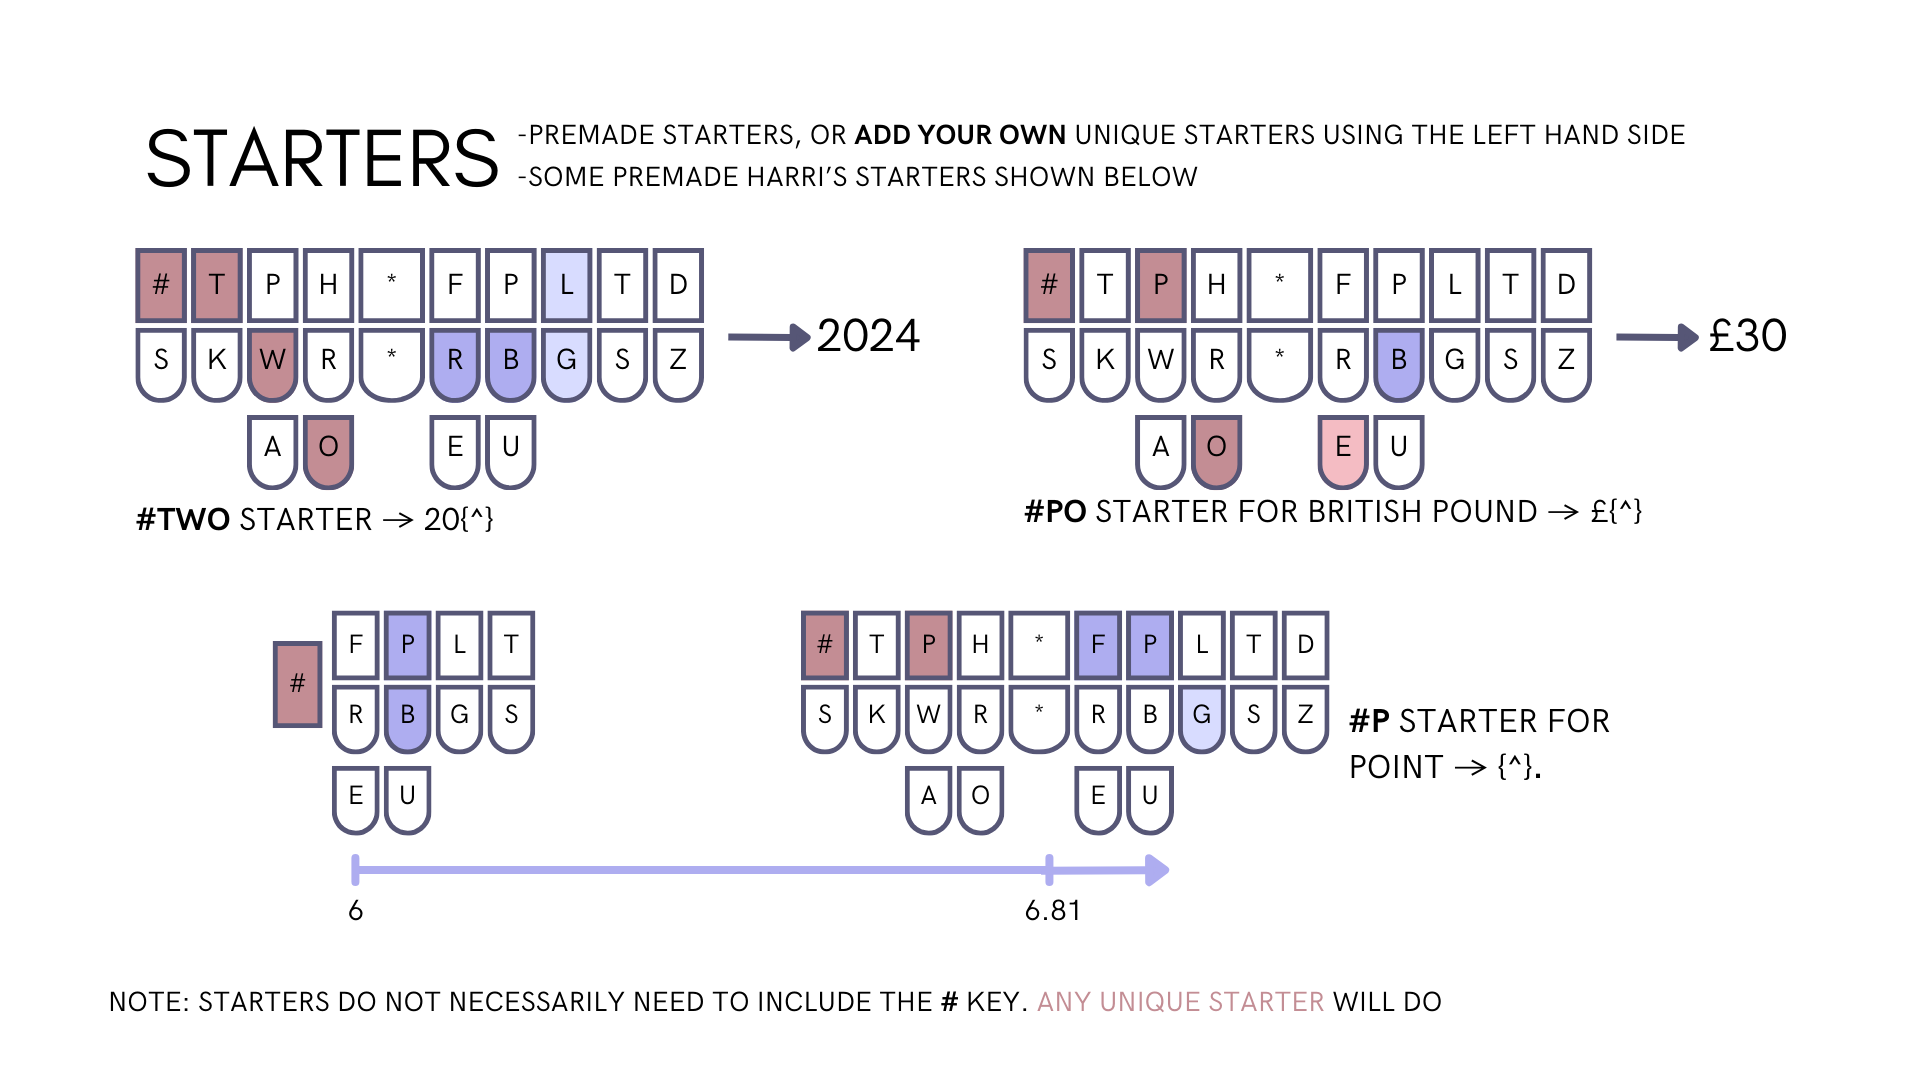 STARTERS
-PREMADE STARTERS, OR ADD YOUR OWN UNIQUE STARTERS USING THE LEFT HAND SIDE
-SOME PREMADE HARRI'S STARTERS SHOWN BELOW
# T P H * F P L T D
S K W R * R B G S Z
A O E U
2024
#TWO STARTER → 20{^}
# T P H * F P L T D
S K W R * R B G S Z
A O E U
£30
#PO STARTER FOR BRITISH POUND → £{^}
#
F P L T
R B G S
E U
# T P H * F P L T D
S K W R * R B G S Z
A O E U
#P STARTER FOR
POINT → {^}.
6
6.81
NOTE: STARTERS DO NOT NECESSARILY NEED TO INCLUDE THE # KEY. ANY UNIQUE STARTER WILL DO